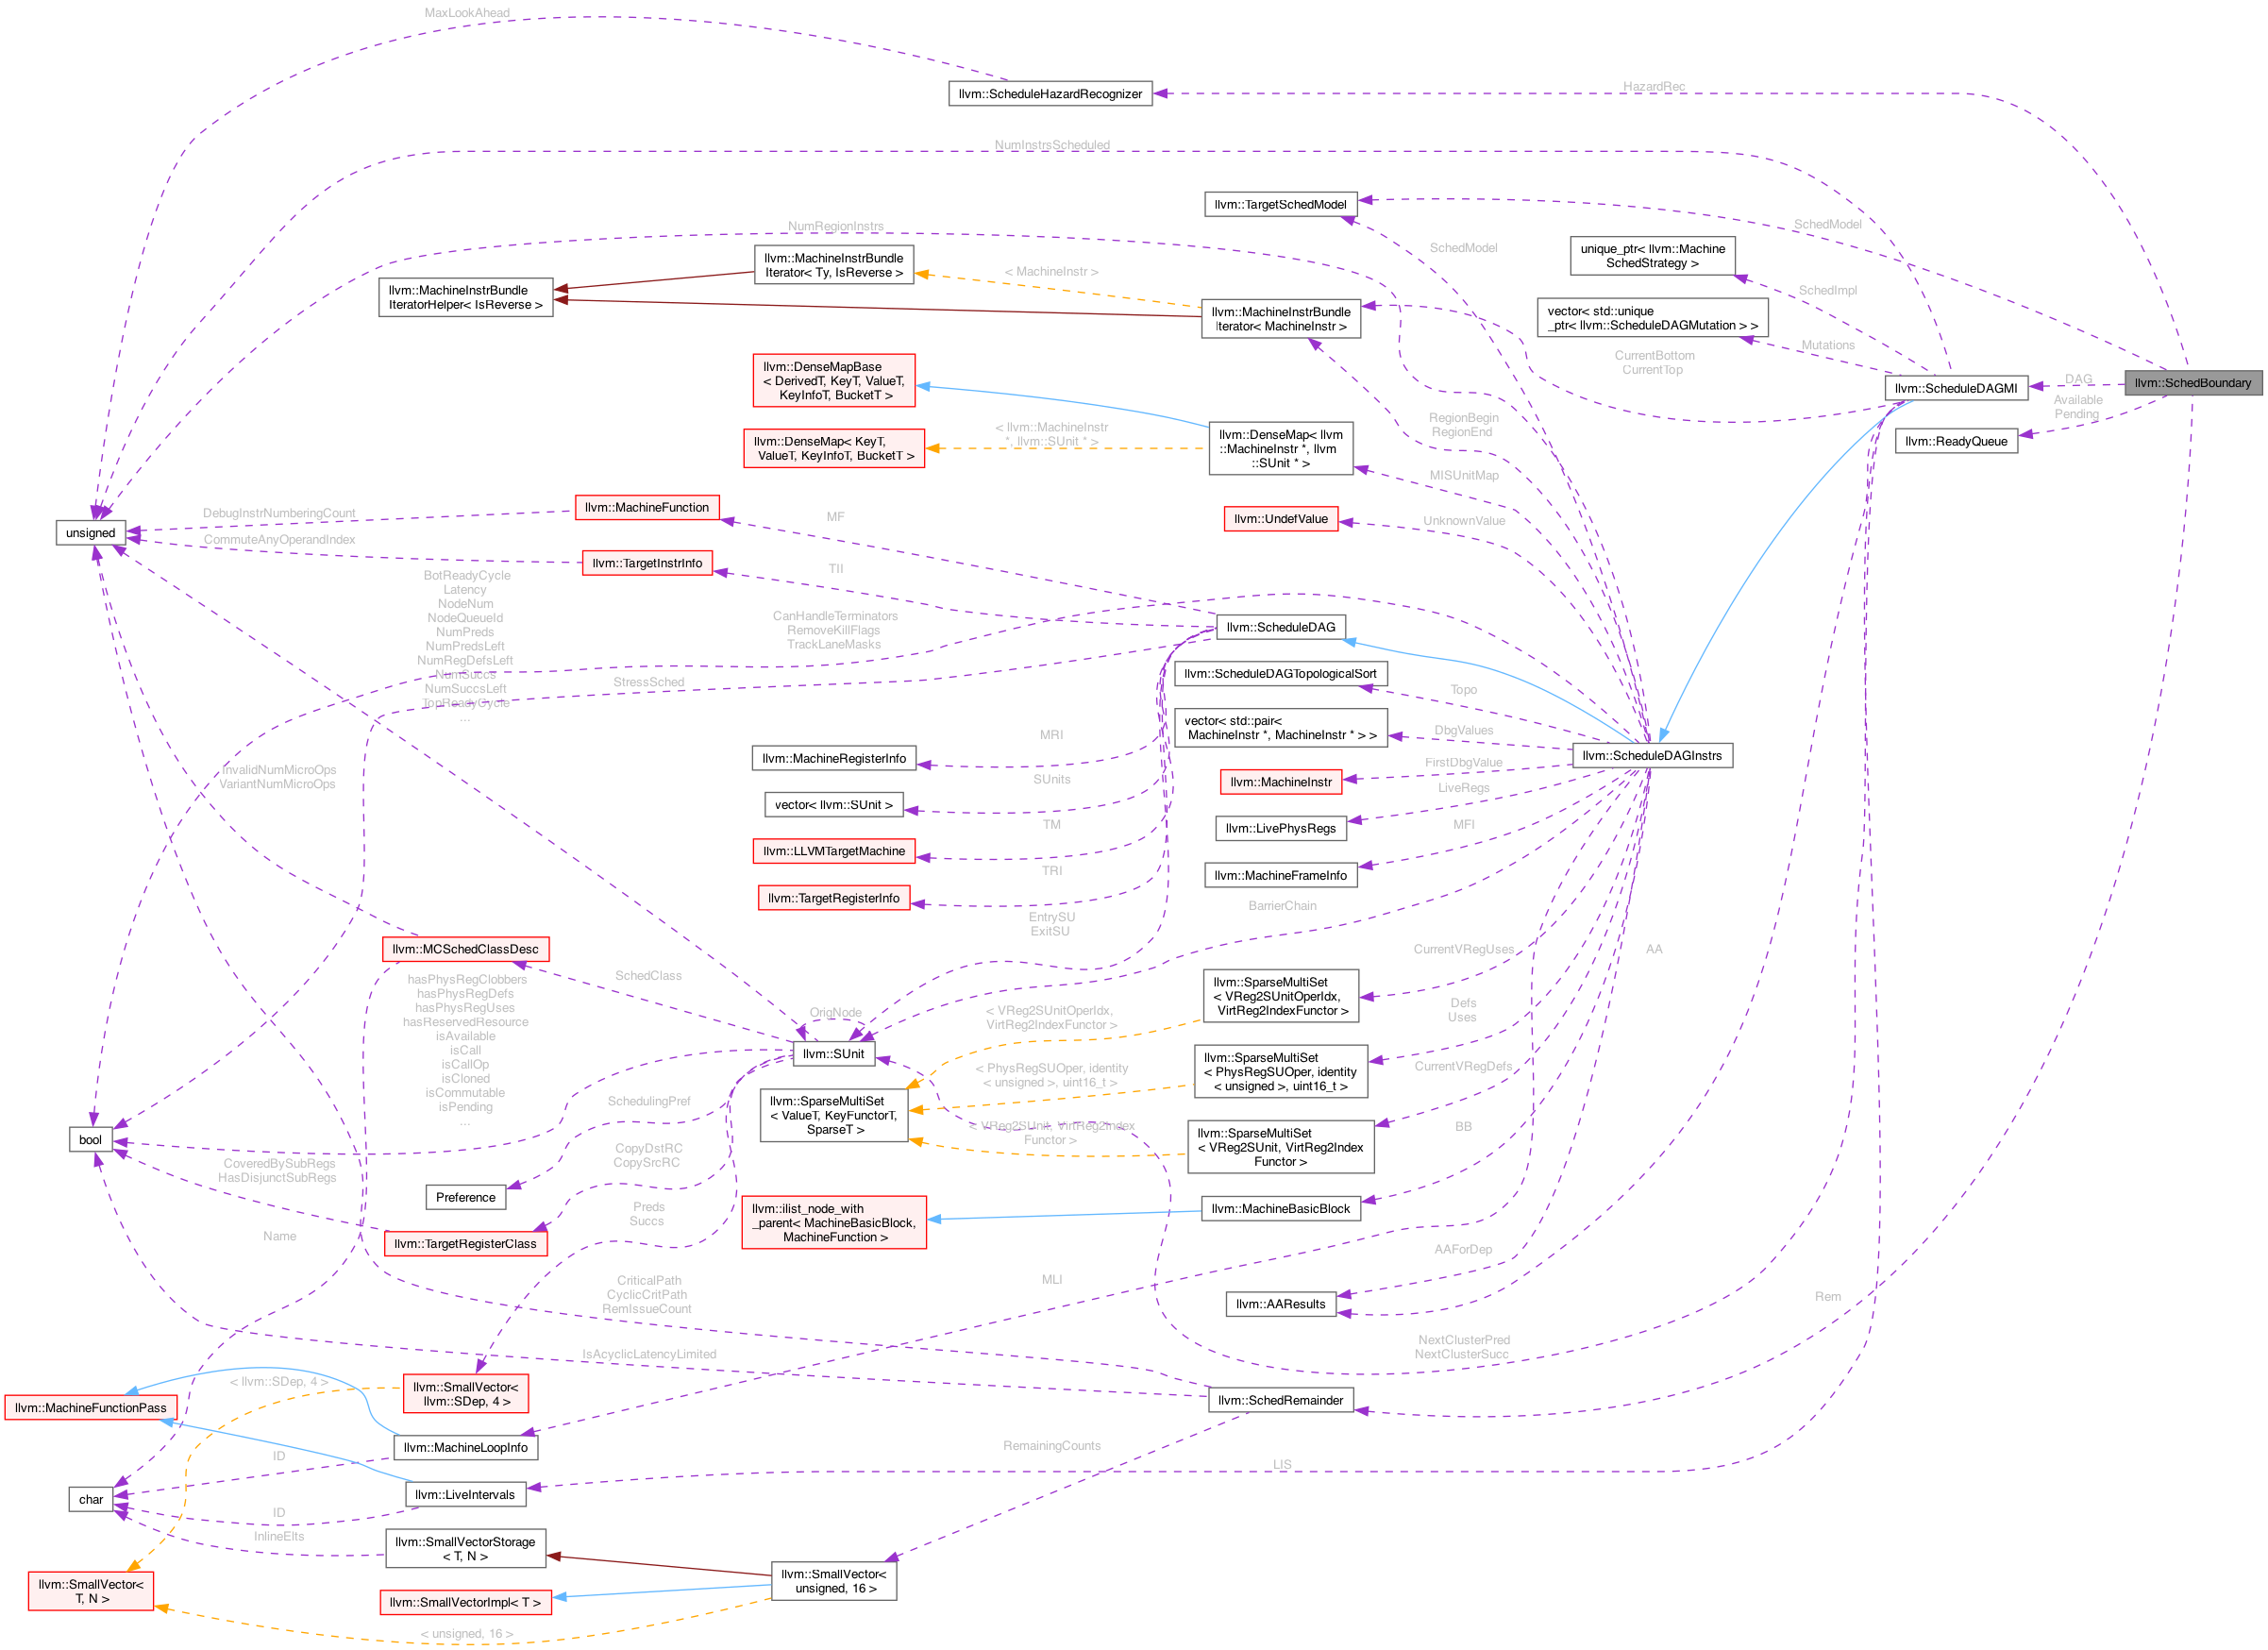 MaxLookAhead
HazardRec
llvm::ScheduleHazardRecognizer
NumInstrsScheduled
llvm::TargetSchedModel
NumRegionInstrs
SchedModel
SchedModel
unique_ptr< llvm::Machine
SchedStrategy >
llvm::MachineInstrBundle
Iterator< Ty, IsReverse >
< MachineInstr >
llvm::MachineInstrBundle
IteratorHelper< IsReverse >
SchedImpl
llvm::MachineInstrBundle
Iterator< MachineInstr >
vector< std::unique
_ptr< llvm::ScheduleDAGMutation > >
Mutations
CurrentBottom
CurrentTop
llvm::DenseMapBase
< DerivedT, KeyT, ValueT,
KeyInfoT, BucketT >
llvm::ScheduleDAGMI
DAG
llvm::SchedBoundary
Available
Pending
RegionBegin
RegionEnd
< llvm::MachineInstr
*, llvm::SUnit * >
llvm::DenseMap< KeyT,
ValueT, KeyInfoT, BucketT >
llvm::DenseMap< llvm
::MachineInstr *, llvm
::SUnit * >
llvm::ReadyQueue
MISUnitMap
llvm::MachineFunction
DebugInstrNumberingCount
MF
llvm::UndefValue
UnknownValue
unsigned
CommuteAnyOperandIndex
llvm::TargetInstrInfo
TII
BotReadyCycle
Latency
NodeNum
NodeQueueId
NumPreds
NumPredsLeft
NumRegDefsLeft
NumSuccs
NumSuccsLeft
TopReadyCycle
...
CanHandleTerminators
RemoveKillFlags
TrackLaneMasks
llvm::ScheduleDAG
StressSched
llvm::ScheduleDAGTopologicalSort
Topo
vector< std::pair<
MachineInstr *, MachineInstr * > >
DbgValues
MRI
llvm::MachineRegisterInfo
llvm::ScheduleDAGInstrs
FirstDbgValue
InvalidNumMicroOps
VariantNumMicroOps
SUnits
llvm::MachineInstr
LiveRegs
vector< llvm::SUnit >
TM
llvm::LivePhysRegs
MFI
llvm::LLVMTargetMachine
TRI
llvm::MachineFrameInfo
llvm::TargetRegisterInfo
EntrySU
ExitSU
BarrierChain
llvm::MCSchedClassDesc
CurrentVRegUses
AA
SchedClass
hasPhysRegClobbers
hasPhysRegDefs
hasPhysRegUses
hasReservedResource
isAvailable
isCall
isCallOp
isCloned
isCommutable
isPending
...
llvm::SparseMultiSet
< VReg2SUnitOperIdx,
VirtReg2IndexFunctor >
< VReg2SUnitOperIdx,
VirtReg2IndexFunctor >
OrigNode
Defs
Uses
llvm::SUnit
llvm::SparseMultiSet
< PhysRegSUOper, identity
< unsigned >, uint16_t >
< PhysRegSUOper, identity
< unsigned >, uint16_t >
CurrentVRegDefs
SchedulingPref
llvm::SparseMultiSet
< ValueT, KeyFunctorT,
SparseT >
< VReg2SUnit, VirtReg2Index
Functor >
llvm::SparseMultiSet
< VReg2SUnit, VirtReg2Index
Functor >
BB
bool
CoveredBySubRegs
HasDisjunctSubRegs
CopyDstRC
CopySrcRC
Preference
Preds
Succs
llvm::ilist_node_with
_parent< MachineBasicBlock,
MachineFunction >
llvm::MachineBasicBlock
Name
llvm::TargetRegisterClass
AAForDep
CriticalPath
CyclicCritPath
RemIssueCount
MLI
llvm::AAResults
Rem
NextClusterPred
NextClusterSucc
IsAcyclicLatencyLimited
< llvm::SDep, 4 >
llvm::SmallVector<
llvm::SDep, 4 >
llvm::MachineFunctionPass
llvm::SchedRemainder
llvm::MachineLoopInfo
RemainingCounts
ID
LIS
llvm::LiveIntervals
char
ID
InlineElts
llvm::SmallVectorStorage
< T, N >
llvm::SmallVector<
T, N >
llvm::SmallVector<
unsigned, 16 >
llvm::SmallVectorImpl< T >
< unsigned, 16 >